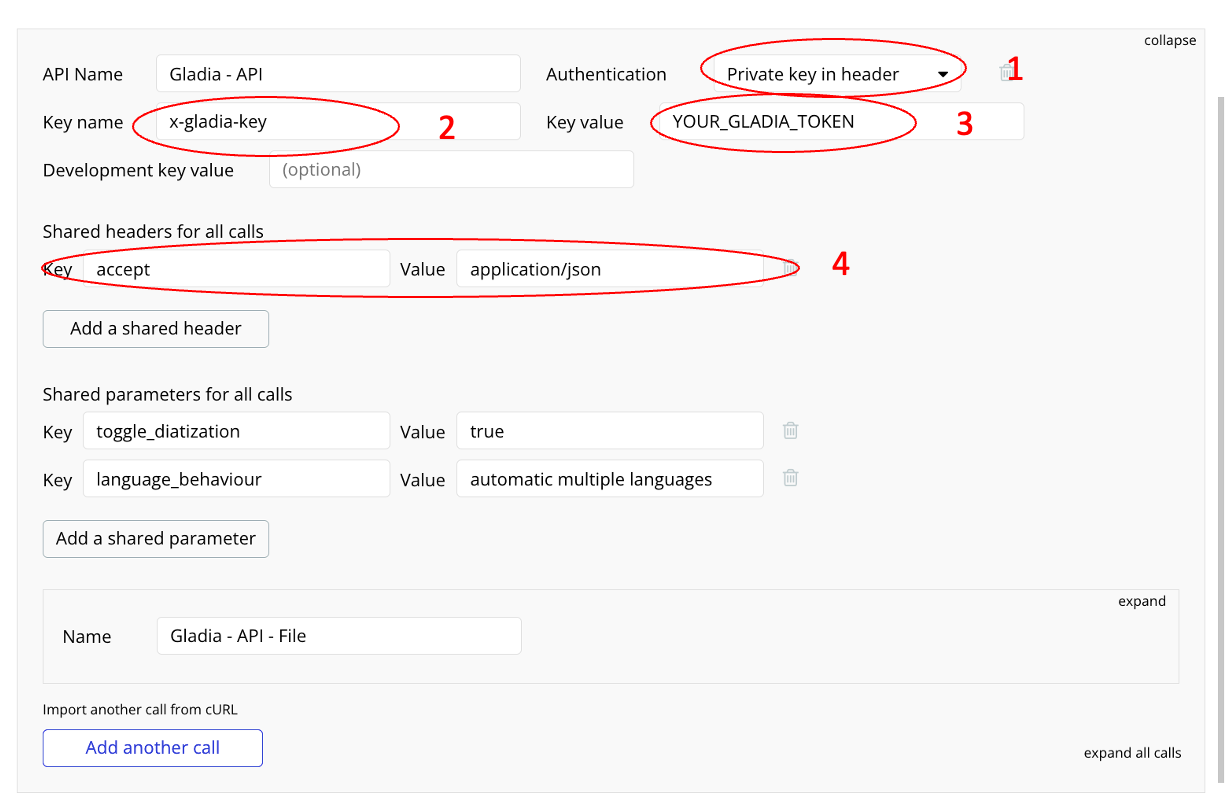 collapse
API Name Gladia - API Authentication Private key in header 1
Key name x-gladia-key 2 Key value YOUR_GLADIA_TOKEN 3
Development key value (optional)
Shared headers for all calls
Key accept Value application/json 4
Add a shared header
Shared parameters for all calls
Key toggle_diatization Value true
Key language_behaviour Value automatic multiple languages
Add a shared parameter
expand
Name Gladia - API - File
Import another call from cURL
Add another call
expand all calls